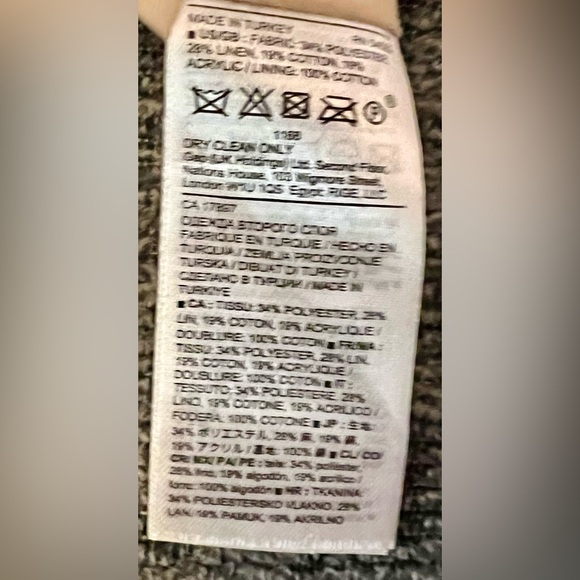 MADE IN TURKEY RN 54023
■ US/GB : FABRIC: 34% POLYESTER,
28% LINEN, 19% COTTON, 19%
ACRYLIC / LINING: 100% COTTON
P
1168
DRY CLEAN ONLY
Gap (UK Holdings) Ltd. Second Floor,
Nations House, 103 Wigmore Street,
London W1U 1QS Egypt: RIGE, LLC
CA 17897
FABRIQUE EN TURQUIE / HECHO EN
TURQUIA / ZEMLJA PROIZVODNJE
TURSKA / DIBUAT DI TURKEY /
СДЕЛАНО В ТУРЦИИ / MADE IN
TURKIYE
■ CA : TISSU: 34% POLYESTER, 28%
LIN, 19% COTON, 19% ACRYLIQUE /
DOUBLURE: 100% COTON ■ FR/MA :
TISSU: 34% POLYESTER, 28% LIN,
19% COTON, 19% ACRYLIQUE /
DOUBLURE: 100% COTON ■ IT :
TESSUTO: 34% POLIESTERE, 28%
LINO, 19% COTONE, 19% ACRILICO /
FODERA: 100% COTONE ■ JP : 生地:
34% ポリエステル, 28% 麻, 19% 綿,
19% アクリル / 100% 綿 ■ CL/ CO/
CR/ MX/ PA/ PE : tela: 34% poliéster,
28% lino, 19% algodón, 19% acrílico /
forro: 100% algodón ■ HR : TKANINA:
34% POLIESTERSKO VLAKNO, 28%
LAN, 19% PAMUK, 19% AKRILNO